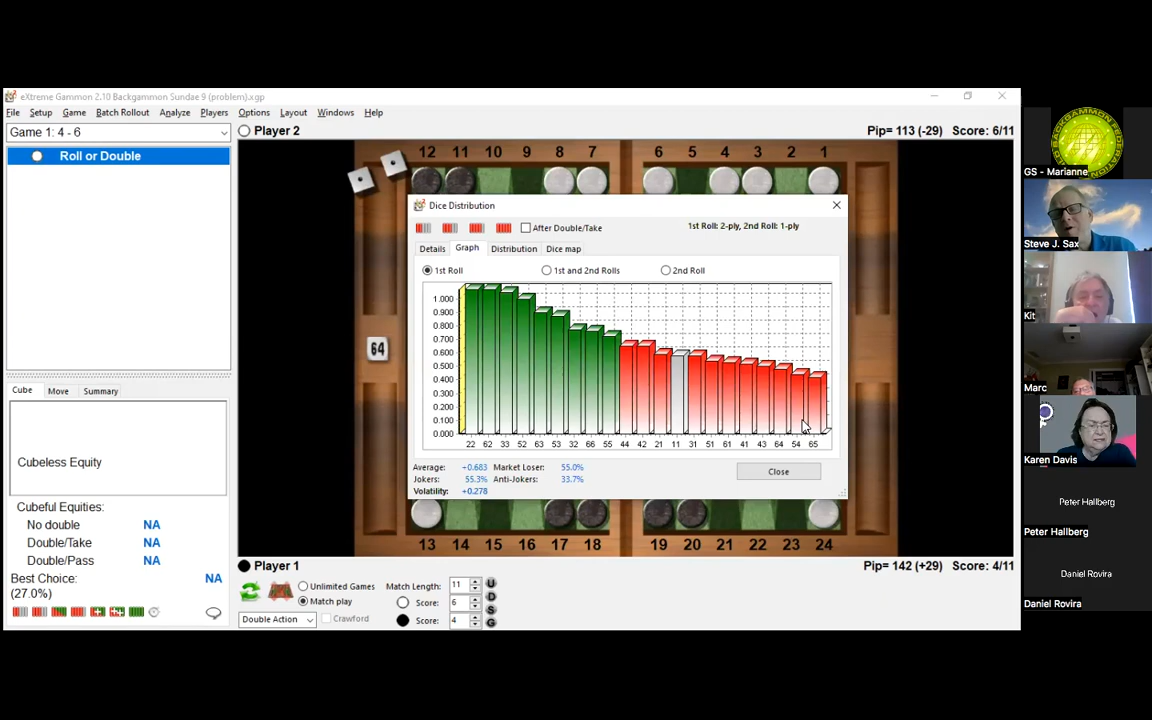 eXtreme Gammon 2.10 Backgammon Sundae 9 (problem).xgp
File Setup Game Batch Rollout Players Analyze Players Options Layout Windows Help
Game 1: 4 - 6
Player 2
Pip= 113 (-29) Score: 6/11
Roll or Double
12 11 10 9 8 7 6 5 4 3 2 1
Dice Distribution
After Double/Take
1st Roll: 2-ply, 2nd Roll: 1-ply
Details Graph Distribution Dice map
1st Roll 1st and 2nd Rolls 2nd Roll
1.000
0.900
0.800
0.700
0.600
0.500
0.400
0.300
0.200
0.100
0.000
22 62 33 52 63 53 32 66 55 44 42 21 11 31 51 61 41 43 64 54 65
Average: +0.683 Market Loser: 55.0%
Jokers: 55.3% Anti-Jokers: 33.7%
Volatility: +0.278
Close
64
Cube Move Summary
Cubeless Equity
Cubeful Equities:
No double NA
Double/Take NA
Double/Pass NA
Best Choice: NA
(27.0%)
Double Action
13 14 15 16 17 18 19 20 21 22 23 24
Player 1
Pip= 142 (+29) Score: 4/11
Unlimited Games
Match play
Crawford
Match Length: 11
Score: 6
Score: 4
U
D
S
G
GS - Marianne
Steve J. Sax
Kit
Marc
Karen Davis
Peter Hallberg
Peter Hallberg
Daniel Rovira
Daniel Rovira